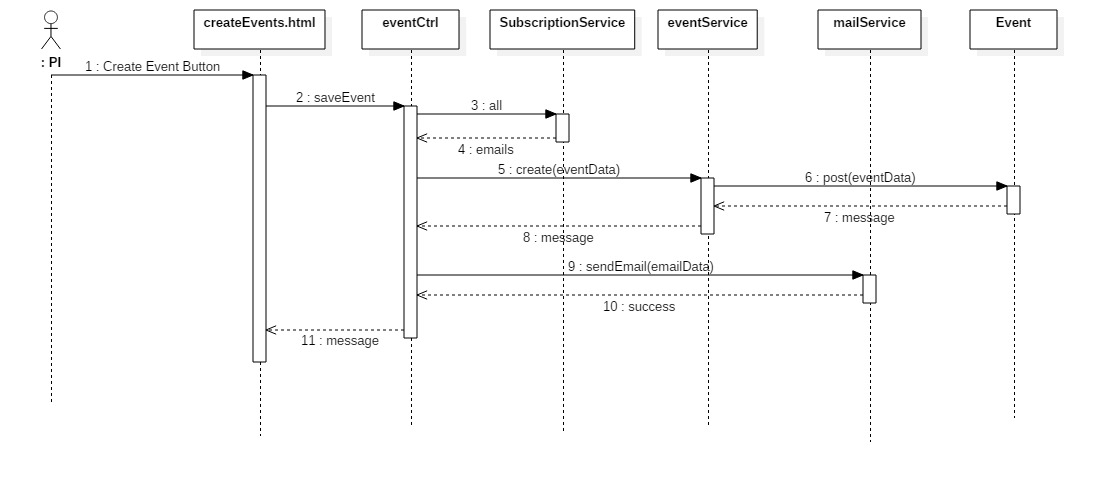 createEvents.html
eventCtrl
SubscriptionService
eventService
mailService
Event
: PI
1 : Create Event Button
2 : saveEvent
3 : all
4 : emails
5 : create(eventData)
6 : post(eventData)
7 : message
8 : message
9 : sendEmail(emailData)
10 : success
11 : message